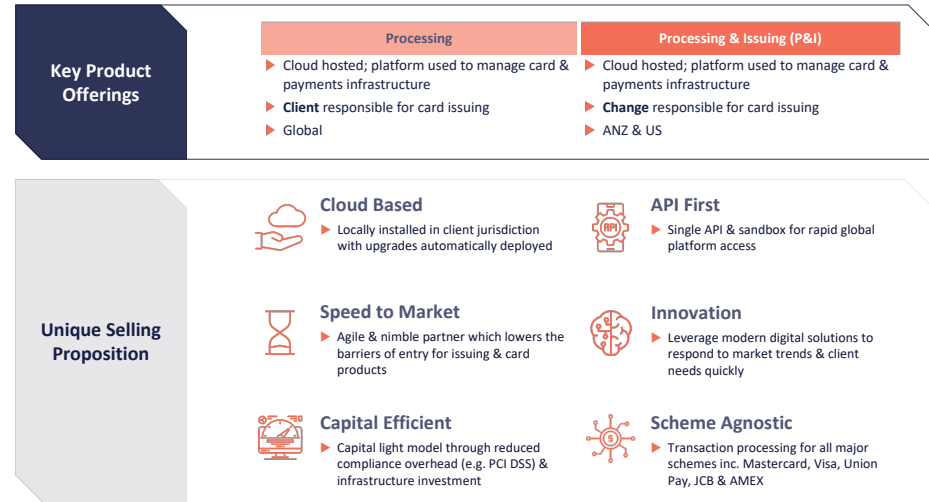 Key Product
Offerings
Processing
Cloud hosted; platform used to manage card &
payments infrastructure
Client responsible for card issuing
Global
Processing & Issuing (P&I)
Cloud hosted; platform used to manage card &
payments infrastructure
Change responsible for card issuing
ANZ & US
Unique Selling
Proposition
Cloud Based
Locally installed in client jurisdiction
with upgrades automatically deployed
API
API First
Single API & sandbox for rapid global
platform access
Speed to Market
Agile & nimble partner which lowers the
barriers of entry for issuing & card
products
Innovation
Leverage modern digital solutions to
respond to market trends & client
needs quickly
Capital Efficient
Capital light model through reduced
compliance overhead (e.g. PCI DSS) &
infrastructure investment
$
Scheme Agnostic
Transaction processing for all major
schemes inc. Mastercard, Visa, Union
Pay, JCB & AMEX